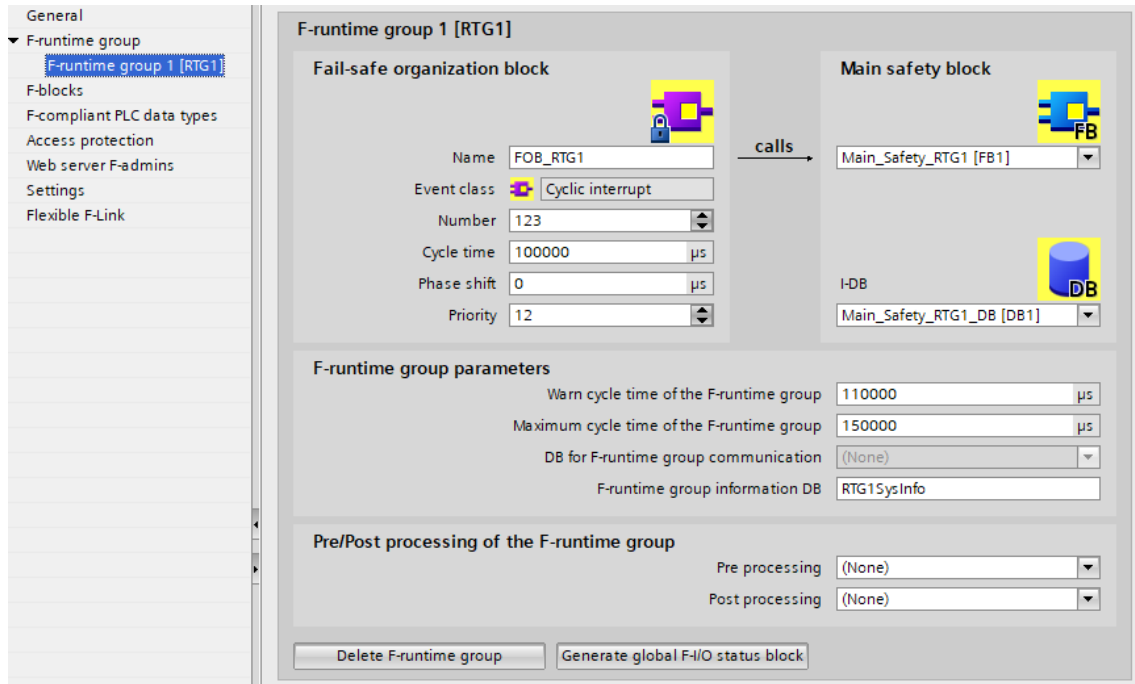 General
F-runtime group
F-runtime group 1 [RTG1]
F-blocks
F-compliant PLC data types
Access protection
Web server F-admins
Settings
Flexible F-Link
F-runtime group 1 [RTG1]
Fail-safe organization block
Name FOB_RTG1
Event class Cyclic interrupt
Number 123
Cycle time 100000 µs
Phase shift 0 µs
Priority 12
calls
Main safety block
FB
Main_Safety_RTG1 [FB1]
DB
I-DB
Main_Safety_RTG1_DB [DB1]
F-runtime group parameters
Warn cycle time of the F-runtime group 110000 µs
Maximum cycle time of the F-runtime group 150000 µs
DB for F-runtime group communication (None)
F-runtime group information DB RTG1SysInfo
Pre/Post processing of the F-runtime group
Pre processing (None)
Post processing (None)
Delete F-runtime group Generate global F-I/O status block